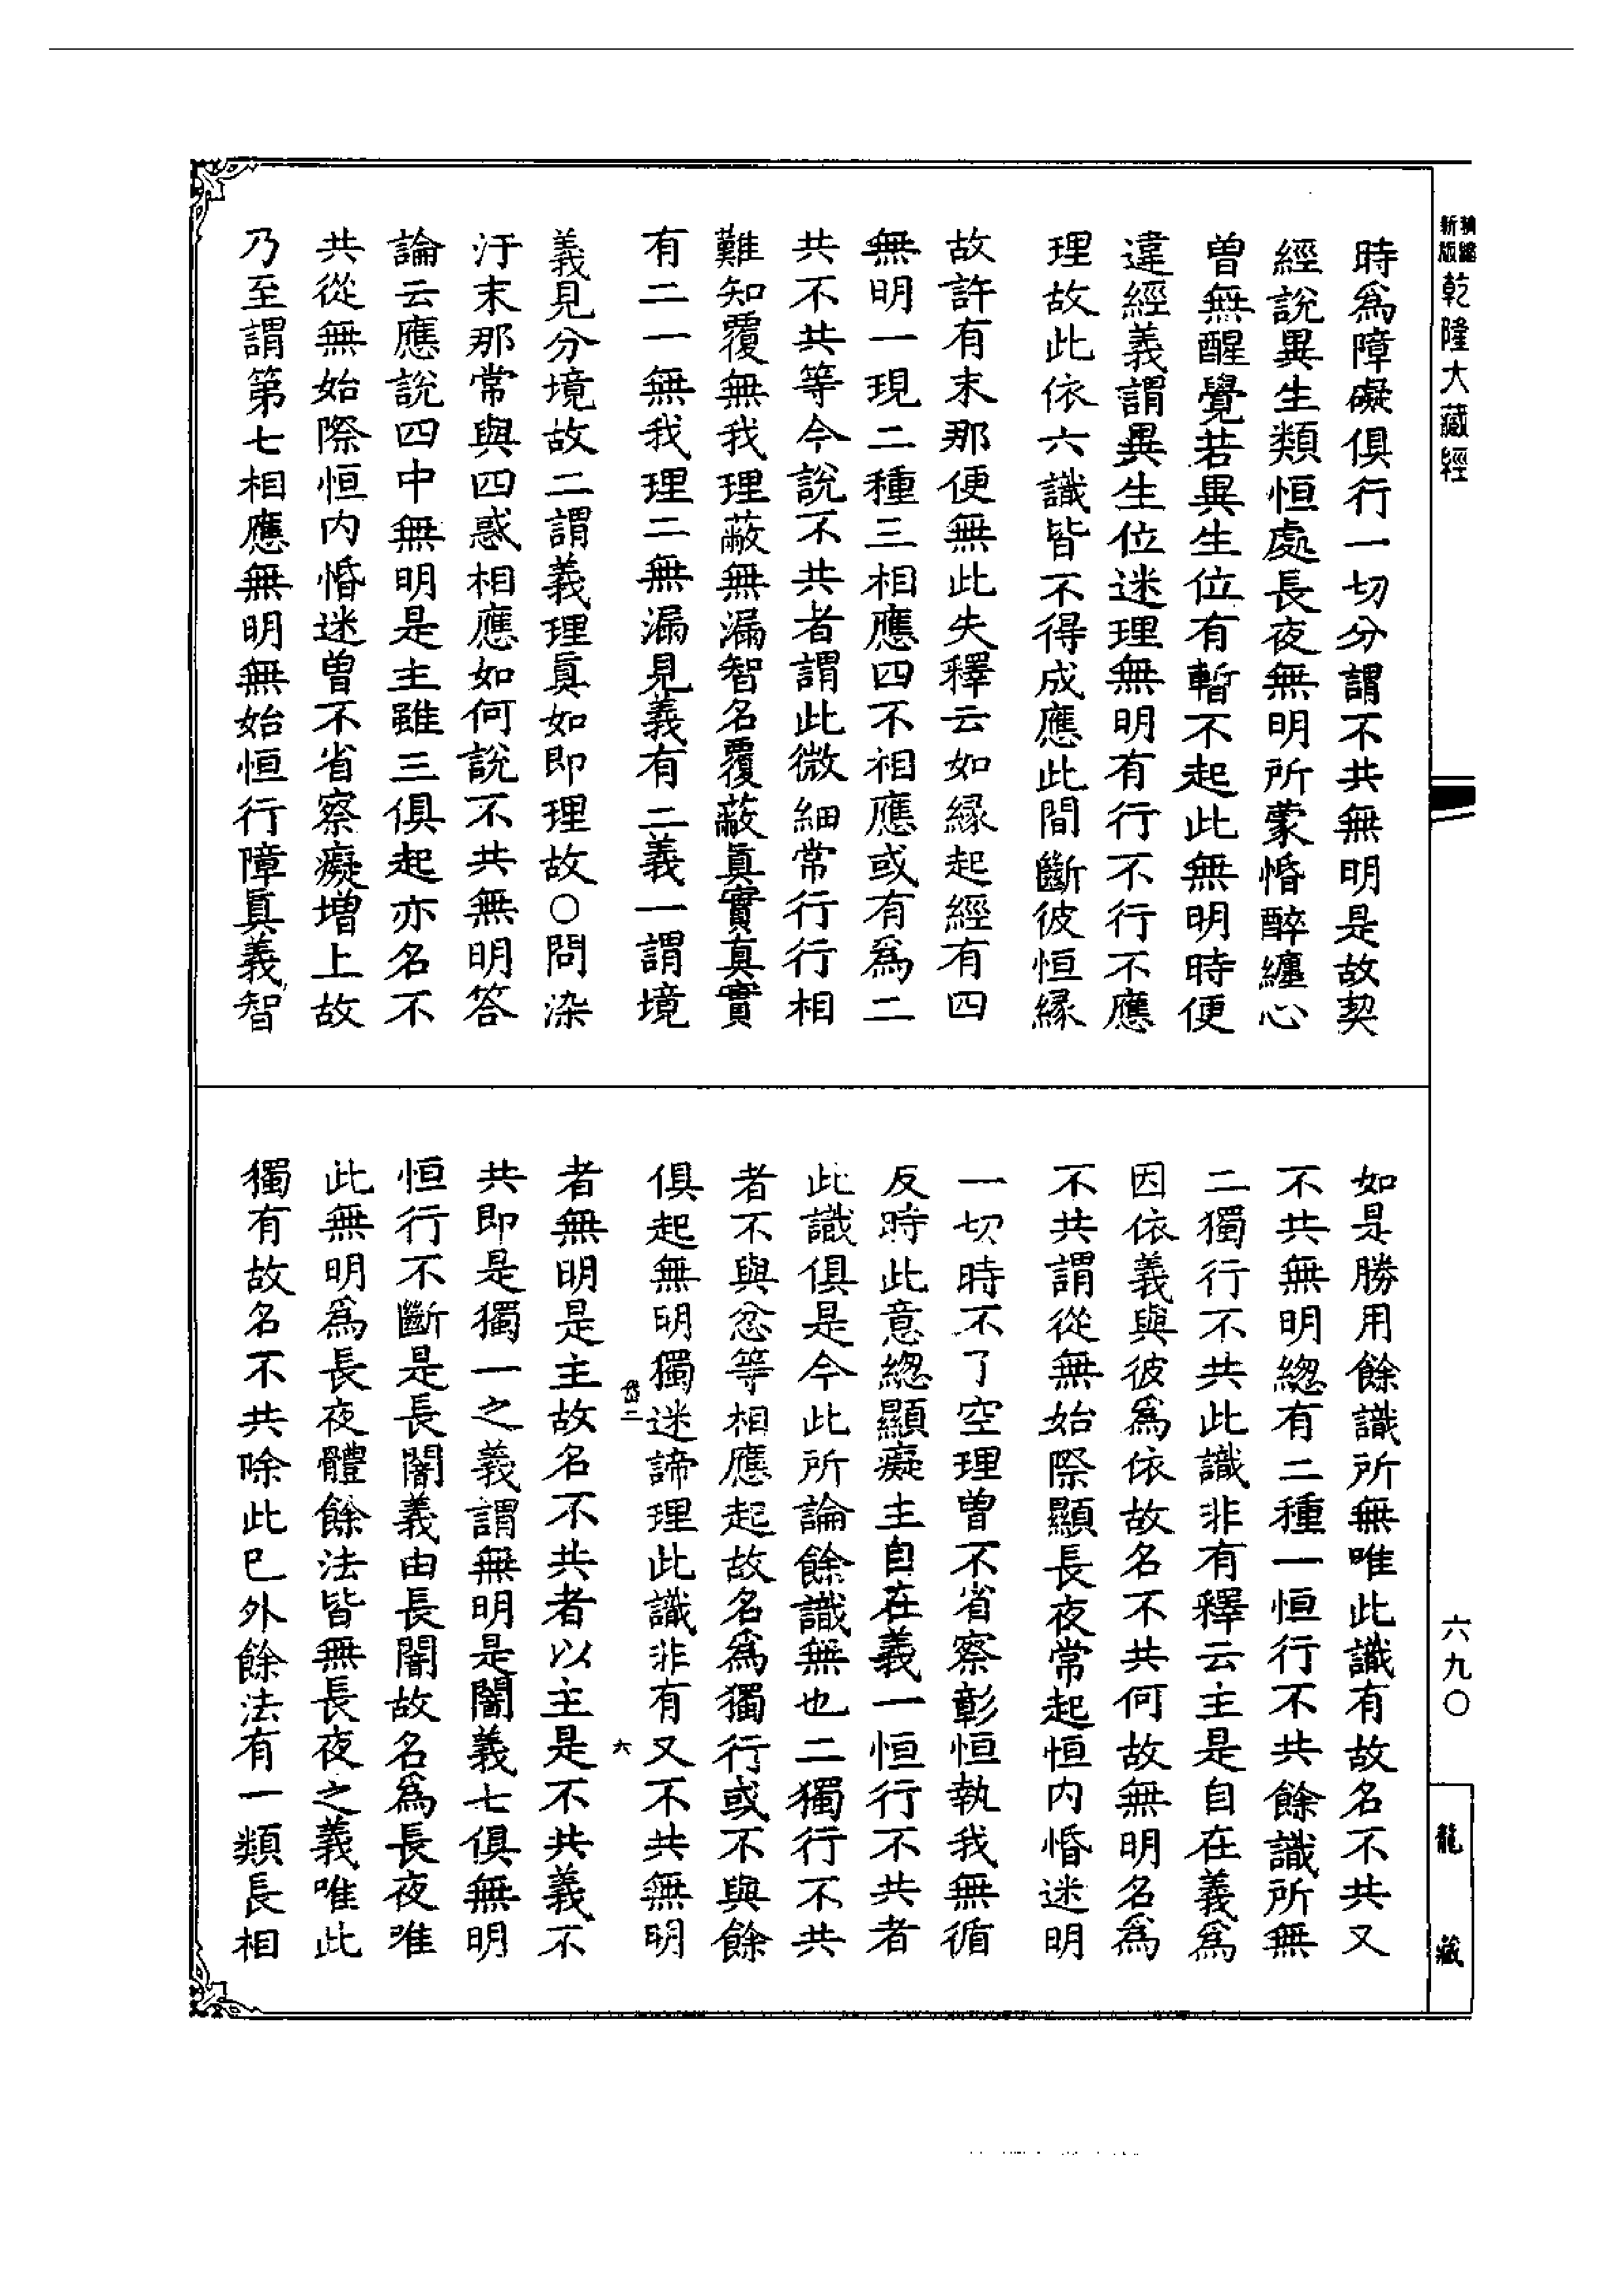 新版精縮
乾隆大藏經
時爲障礙俱行一切分謂不共無明是故契
經說異生類恒處長夜無明所蒙惛醉纏心
曾無醒覺若異生位有暫不起此無明時便
違經義謂異生位迷理無明有行不行不應
理故此依六識皆不得成應此間斷彼恒緣
故許有末那便無此失釋云如緣起經有四
無明一現二種三相應四不相應或有爲二
共不共等今說不共者謂此微細常行行相
難知覆無我理蔽無漏智名覆蔽真實真實
有二一無我理二無漏見義有二義一謂境
義見分境故二謂義理真如即理故○問染
汙末那常與四惑相應如何說不共無明答
論云應說四中無明是主雖三俱起亦名不
共從無始際恒內惛迷曾不省察癡增上故
乃至謂第七相應無明無始恒行障真義智
如是勝用餘識所無唯此識有故名不共又
不共無明總有二種一恒行不共餘識所無
二獨行不共此識非有釋云主是自在義爲
因依義與彼爲依故名不共何故無明名爲
不共謂從無始際顯長夜常起恒內惛迷明
一切時不了空理曾不省察彰恒執我無循
反時此意總顯癡主自在義一恒行不共者
此識俱是今此所論餘識無也二獨行不共
者不與忿等相應起故名爲獨行或不與餘
俱起無明獨迷諦理此識非有又不共無明
岱二
六
者無明是主故名不共者以主是不共義不
共即是獨一之義謂無明是闇義七俱無明
恒行不斷是長闇義由長闇故名爲長夜唯
此無明爲長夜體餘法皆無長夜之義唯此
獨有故名不共除此已外餘法有一類長相
六九〇
龍藏